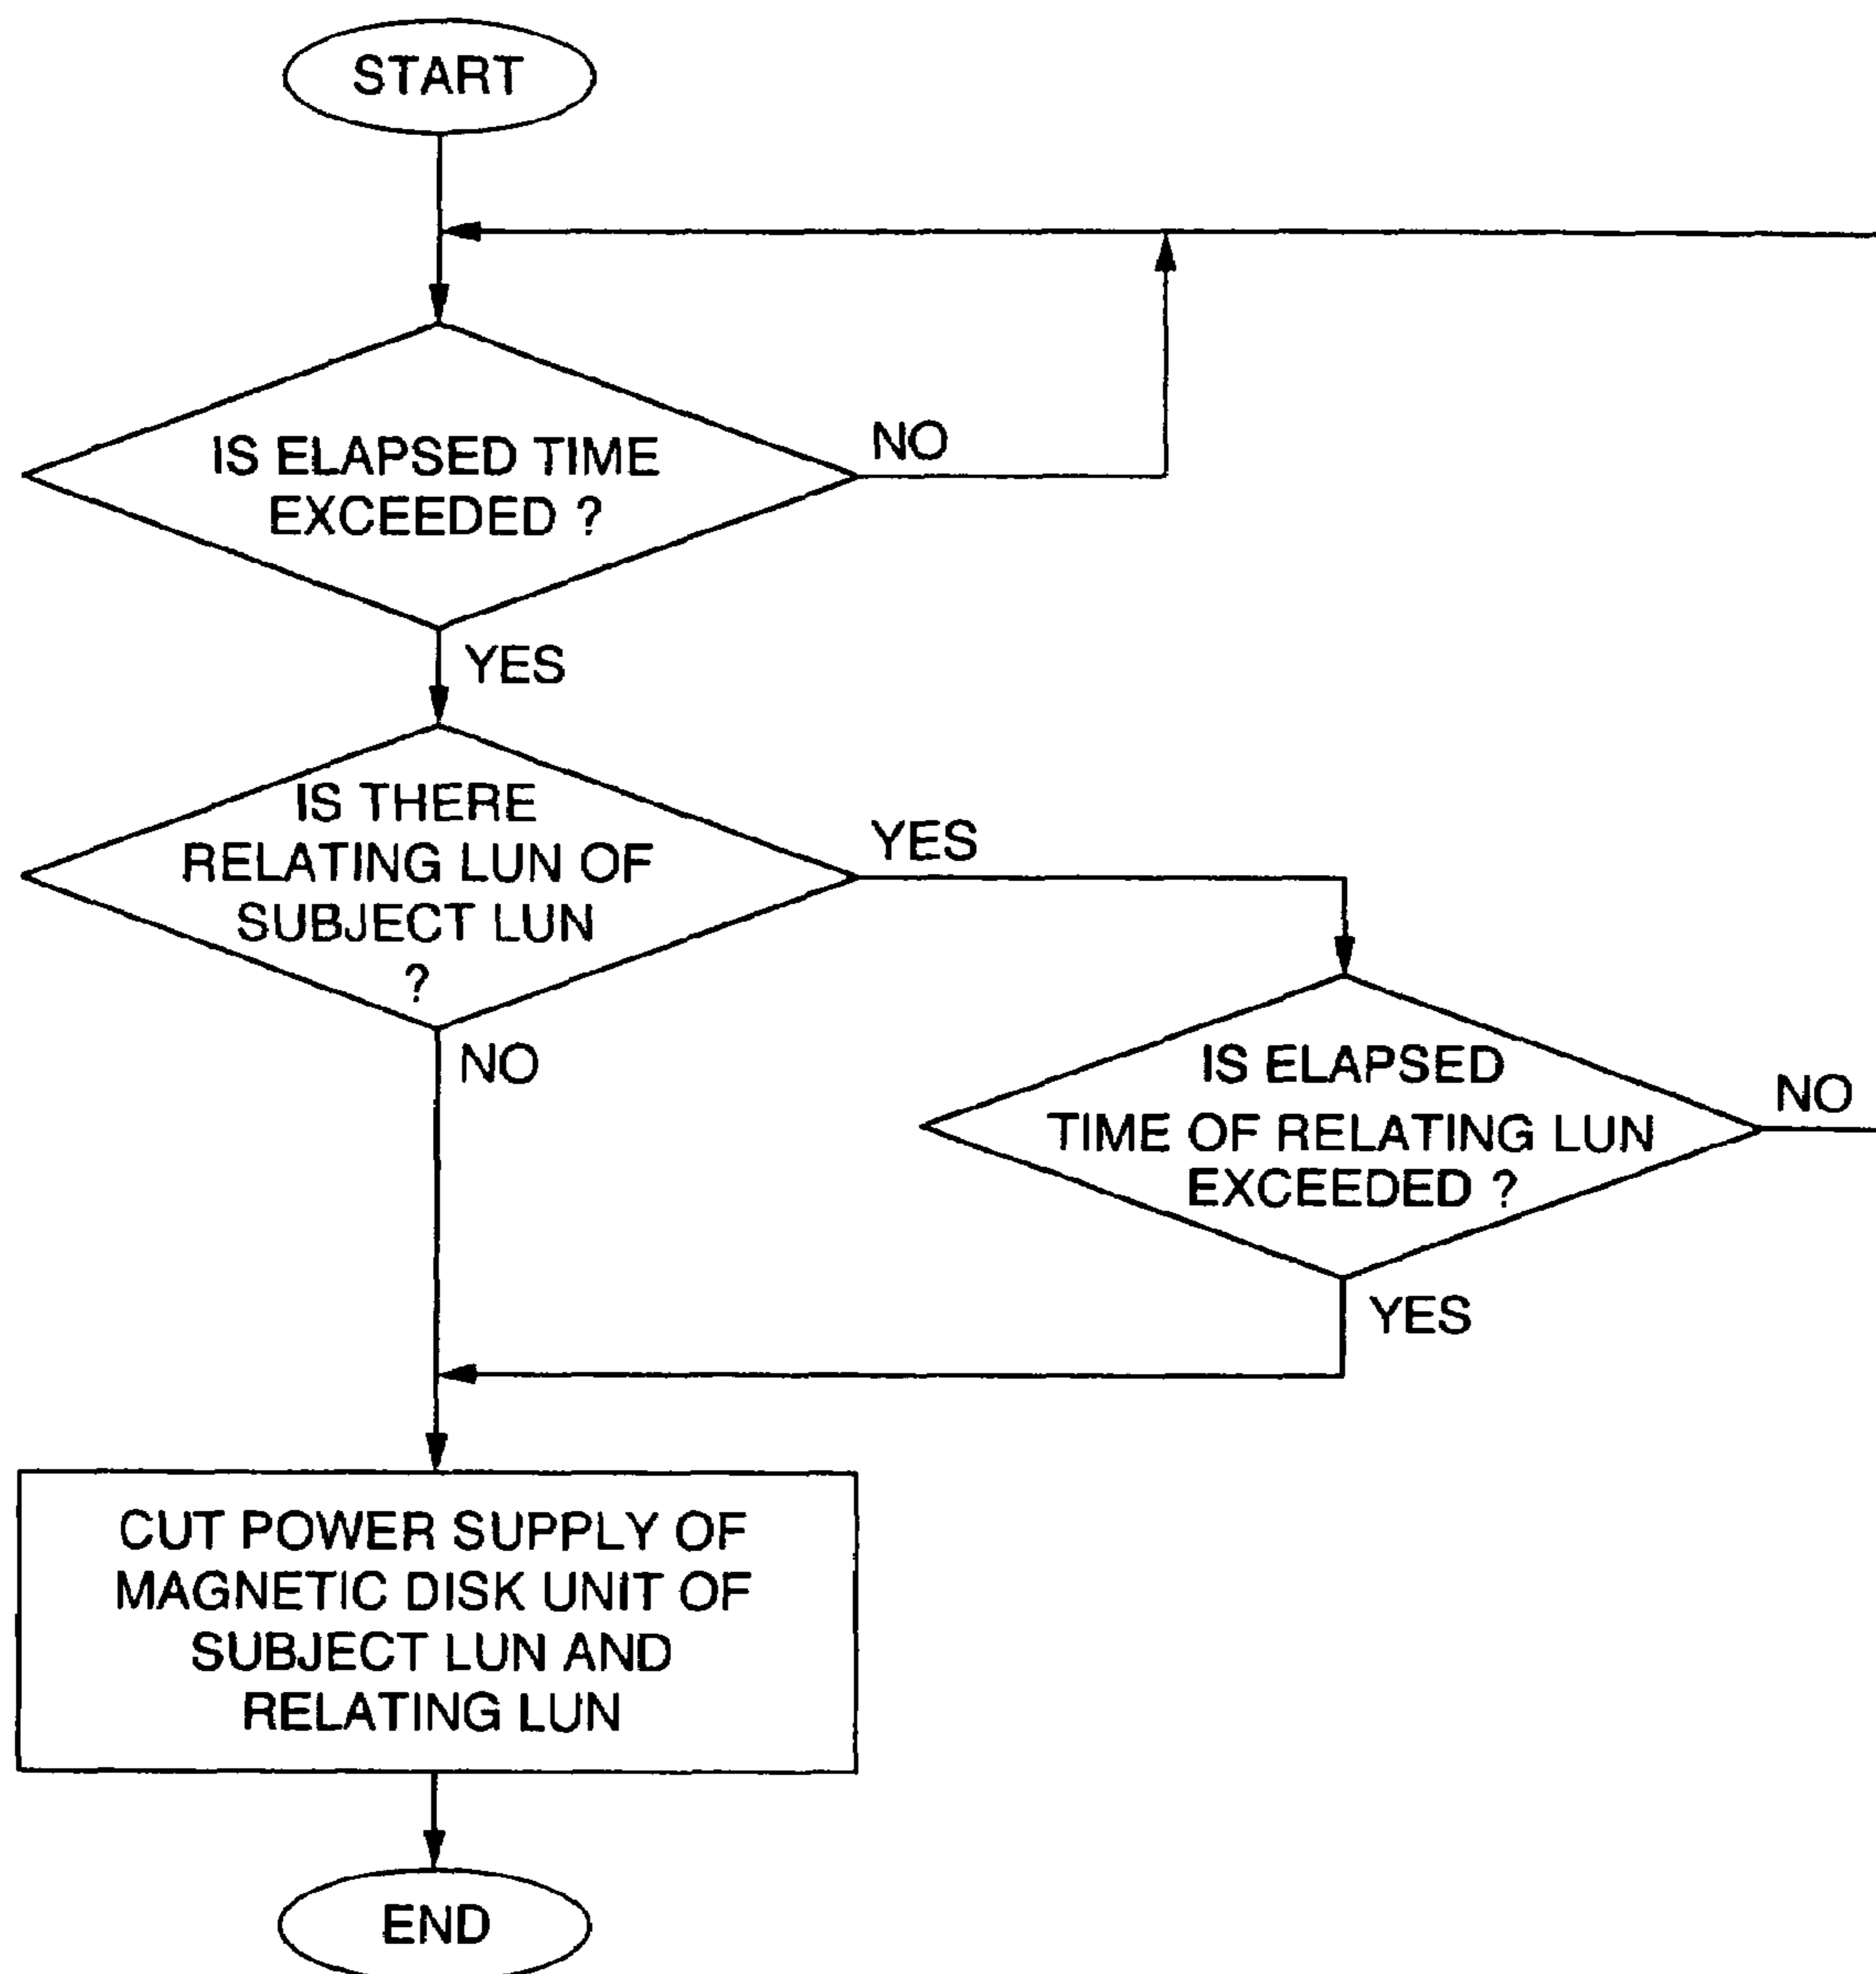 START
IS ELAPSED TIME
EXCEEDED ?
NO
YES
IS THERE
RELATING LUN OF
SUBJECT LUN
?
YES
NO
IS ELAPSED
TIME OF RELATING LUN
EXCEEDED ?
NO
YES
CUT POWER SUPPLY OF
MAGNETIC DISK UNIT OF
SUBJECT LUN AND
RELATING LUN
END